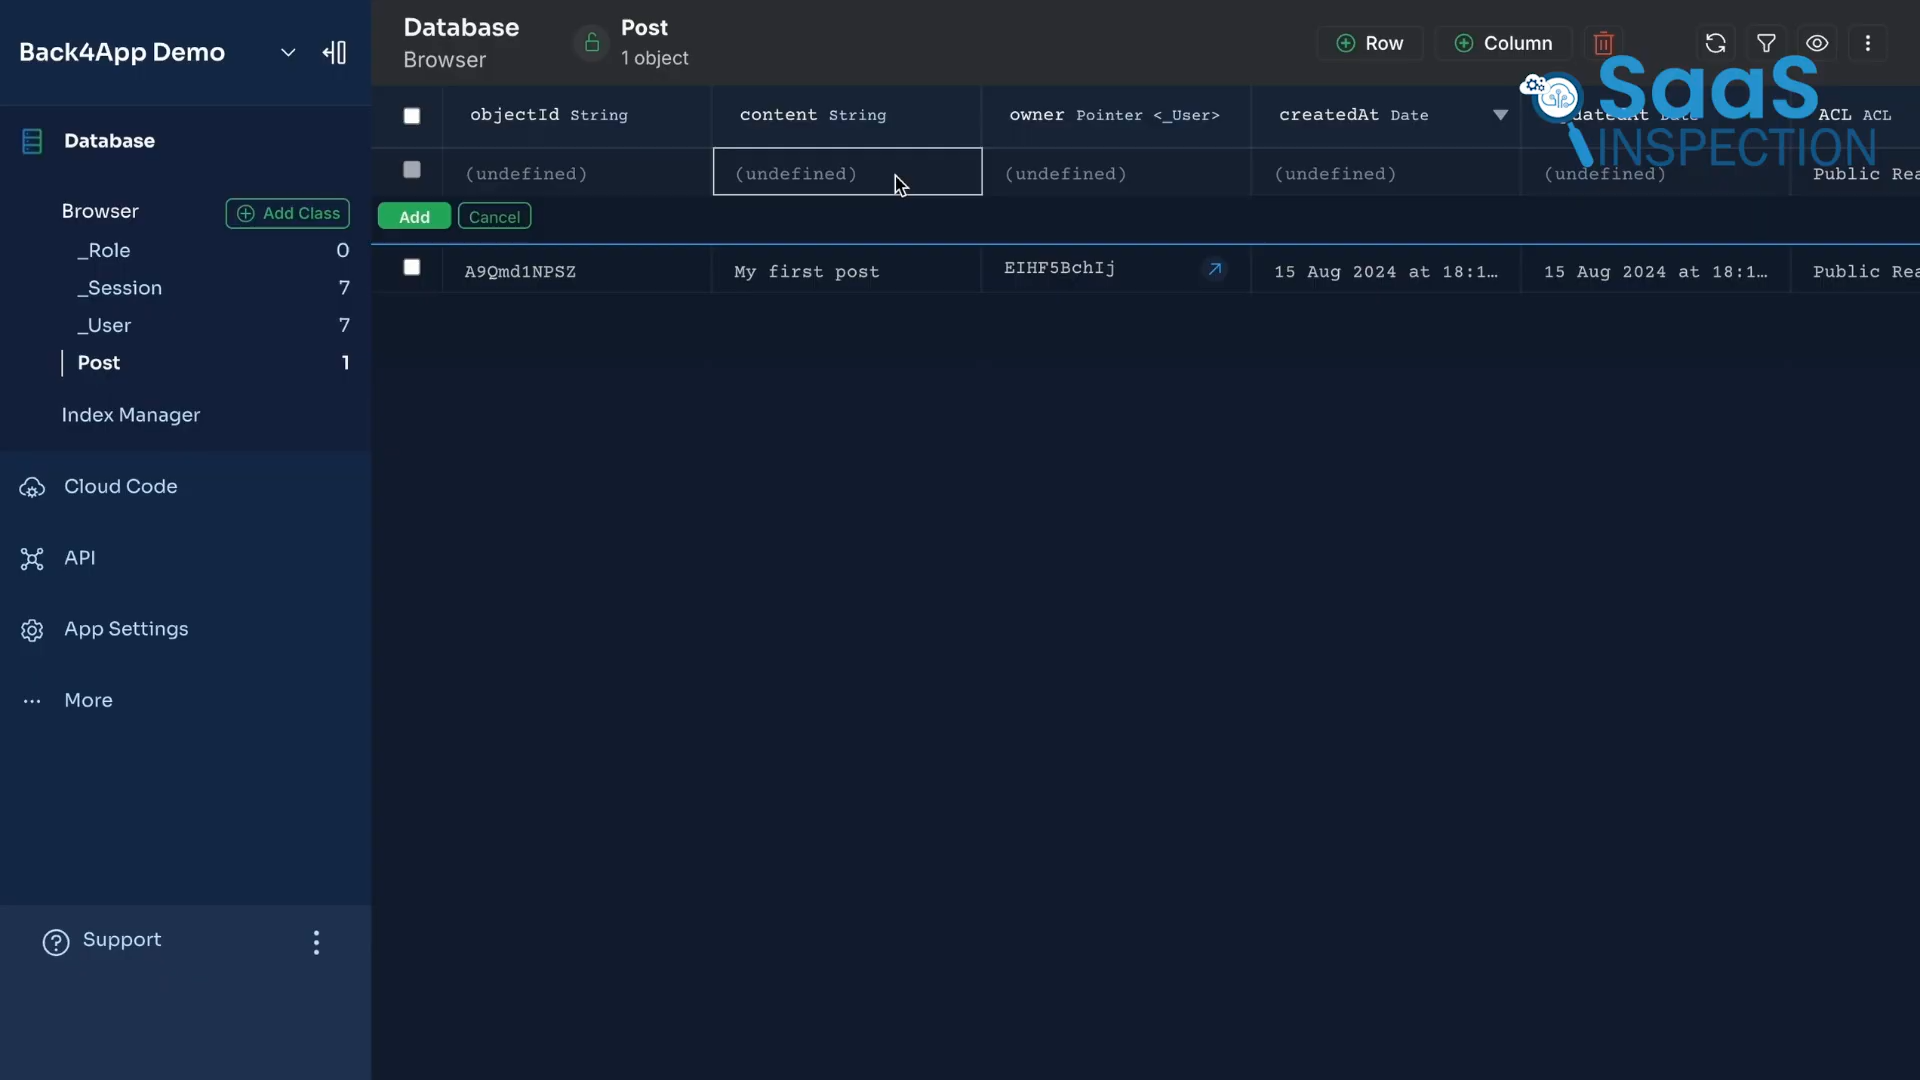 Back4App Demo
Database
Browser
Add Class
_Role 0
_Session 7
_User 7
Post 1
Index Manager
Cloud Code
API
App Settings
More
Support
Database
Browser
Post
1 object
Row
Column
SaaS
INSPECTION
objectId String content String owner Pointer <_User> createdAt Date ACL ACL
(undefined) (undefined) (undefined) (undefined) (undefined) Public Rea
Add Cancel
A9Qmd1NPSZ My first post EIHF5BchIj 15 Aug 2024 at 18:1… 15 Aug 2024 at 18:1… Public Rea